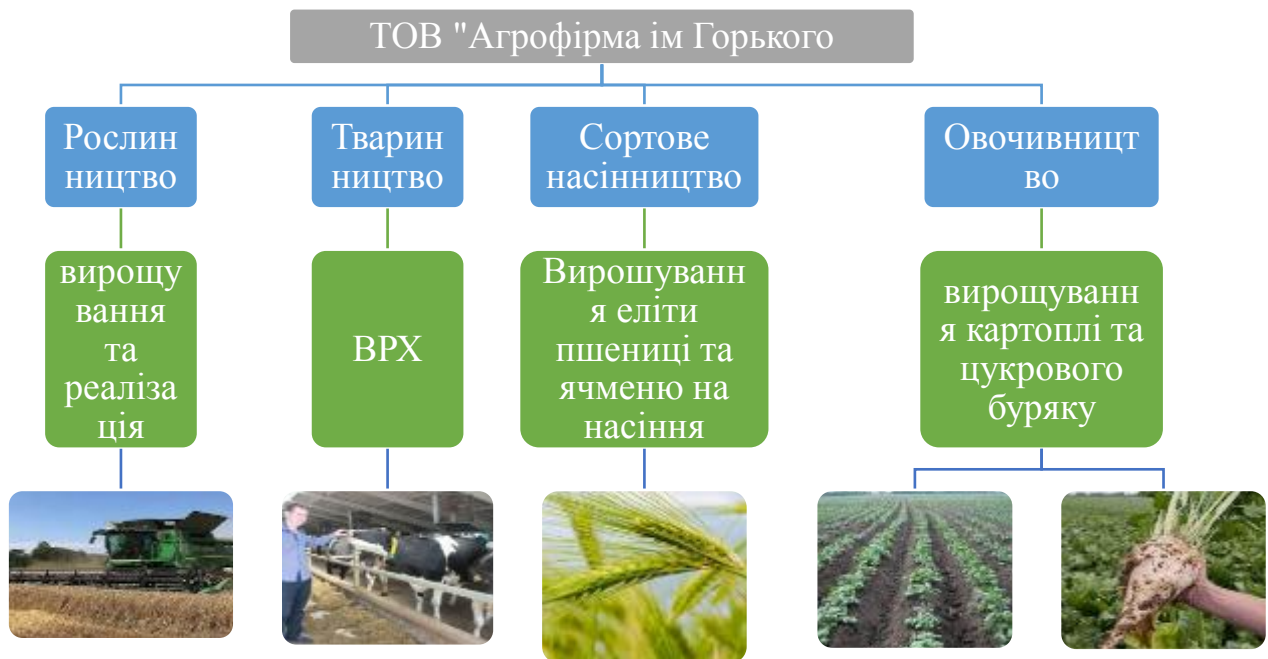 ТОВ "Агрофірма ім Горького
Рослин
ництво
Тварин
ництво
Сортове
насінництво
Овочивницт
во
вирощу
вання
та
реаліза
ція
ВРХ
Вирошуванн
я еліти
пшениці та
ячменю на
насіння
вирощуванн
я картоплі та
цукрового
буряку